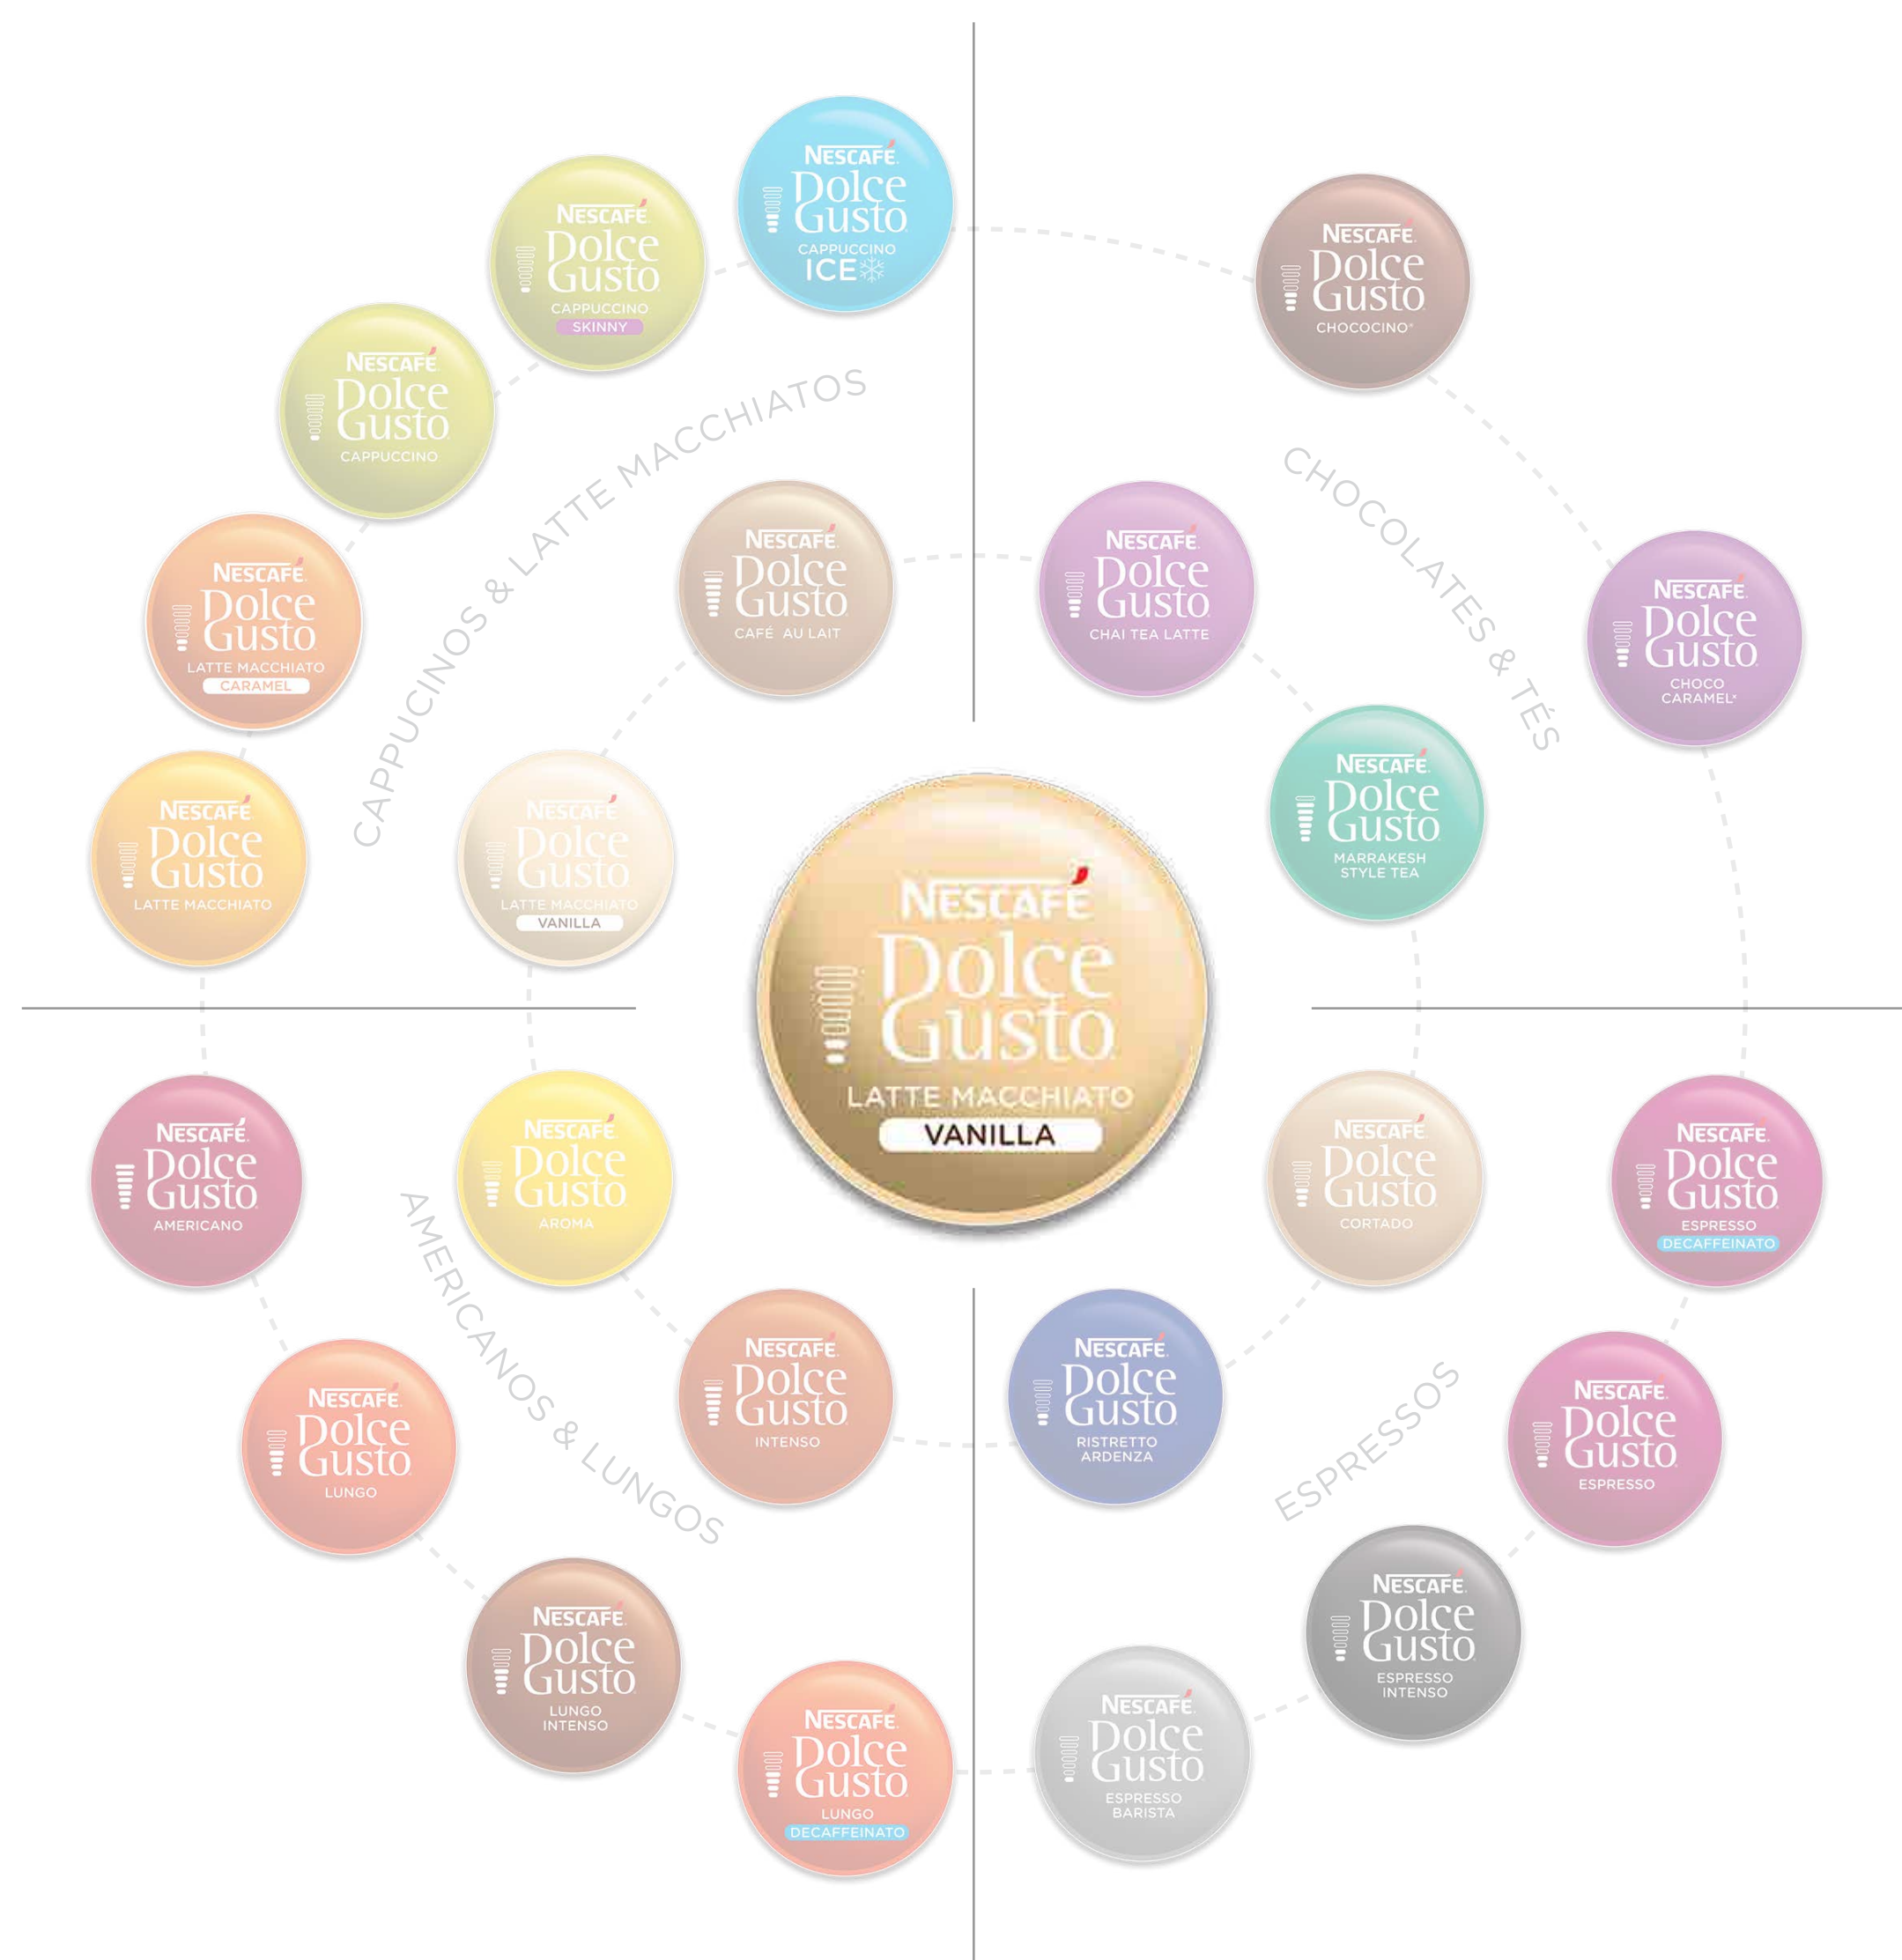 NESCAFÉ
Dolce
Gusto
CAPPUCCINO
ICE
NESCAFÉ
Dolce
Gusto
CAPPUCCINO
SKINNY
NESCAFÉ
Dolce
Gusto
CAPPUCCINO
NESCAFÉ
Dolce
Gusto
LATTE MACCHIATO
CARAMEL
NESCAFÉ
Dolce
Gusto
LATTE MACCHIATO
CAPPUCINOS & LATTE MACCHIATOS
NESCAFÉ
Dolce
Gusto
CAFÉ AU LAIT
NESCAFÉ
Dolce
Gusto
LATTE MACCHIATO
VANILLA
NESCAFÉ
Dolce
Gusto
CHOCOCINO®
NESCAFÉ
Dolce
Gusto
CHOCO
CARAMEL
CHOCOLATES & TÉS
NESCAFÉ
Dolce
Gusto
CHAI TEA LATTE
NESCAFÉ
Dolce
Gusto
MARRAKESH
STYLE TEA
NESCAFÉ
Dolce
Gusto
LATTE MACCHIATO
VANILLA
NESCAFÉ
Dolce
Gusto
AMERICANO
NESCAFÉ
Dolce
Gusto
AROMA
AMERICANOS & LUNGOS
NESCAFÉ
Dolce
Gusto
INTENSO
NESCAFÉ
Dolce
Gusto
LUNGO
NESCAFÉ
Dolce
Gusto
LUNGO
INTENSO
NESCAFÉ
Dolce
Gusto
LUNGO
DECAFFEINATO
NESCAFÉ
Dolce
Gusto
CORTADO
NESCAFÉ
Dolce
Gusto
ESPRESSO
DECAFFEINATO
NESCAFÉ
Dolce
Gusto
RISTRETTO
ARDENZA
ESPRESSOS
NESCAFÉ
Dolce
Gusto
ESPRESSO
NESCAFÉ
Dolce
Gusto
ESPRESSO
INTENSO
NESCAFÉ
Dolce
Gusto
ESPRESSO
BARISTA